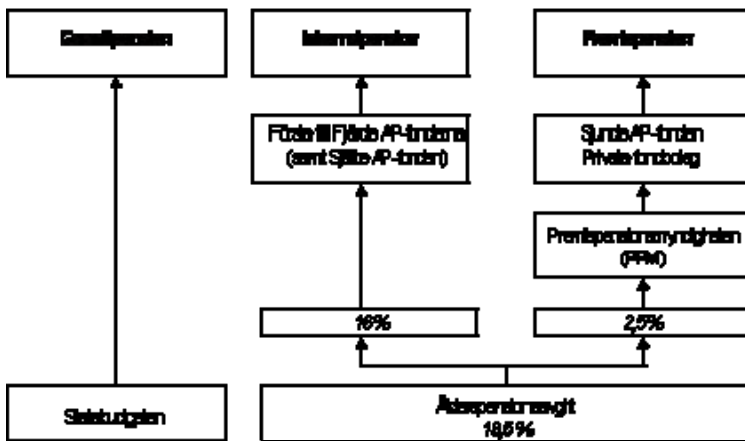 Garantipension
Inkomstpension
Premiepension
Första till Fjärde AP-fonderna
(samt Sjätte AP-fonden)
Sjunde AP-fonden
Privata fondbolag
Premiepensionsmyndigheten
(PPM)
16%
2,5%
Statsbudgeten
Ålderspensionsavgift
18,5%